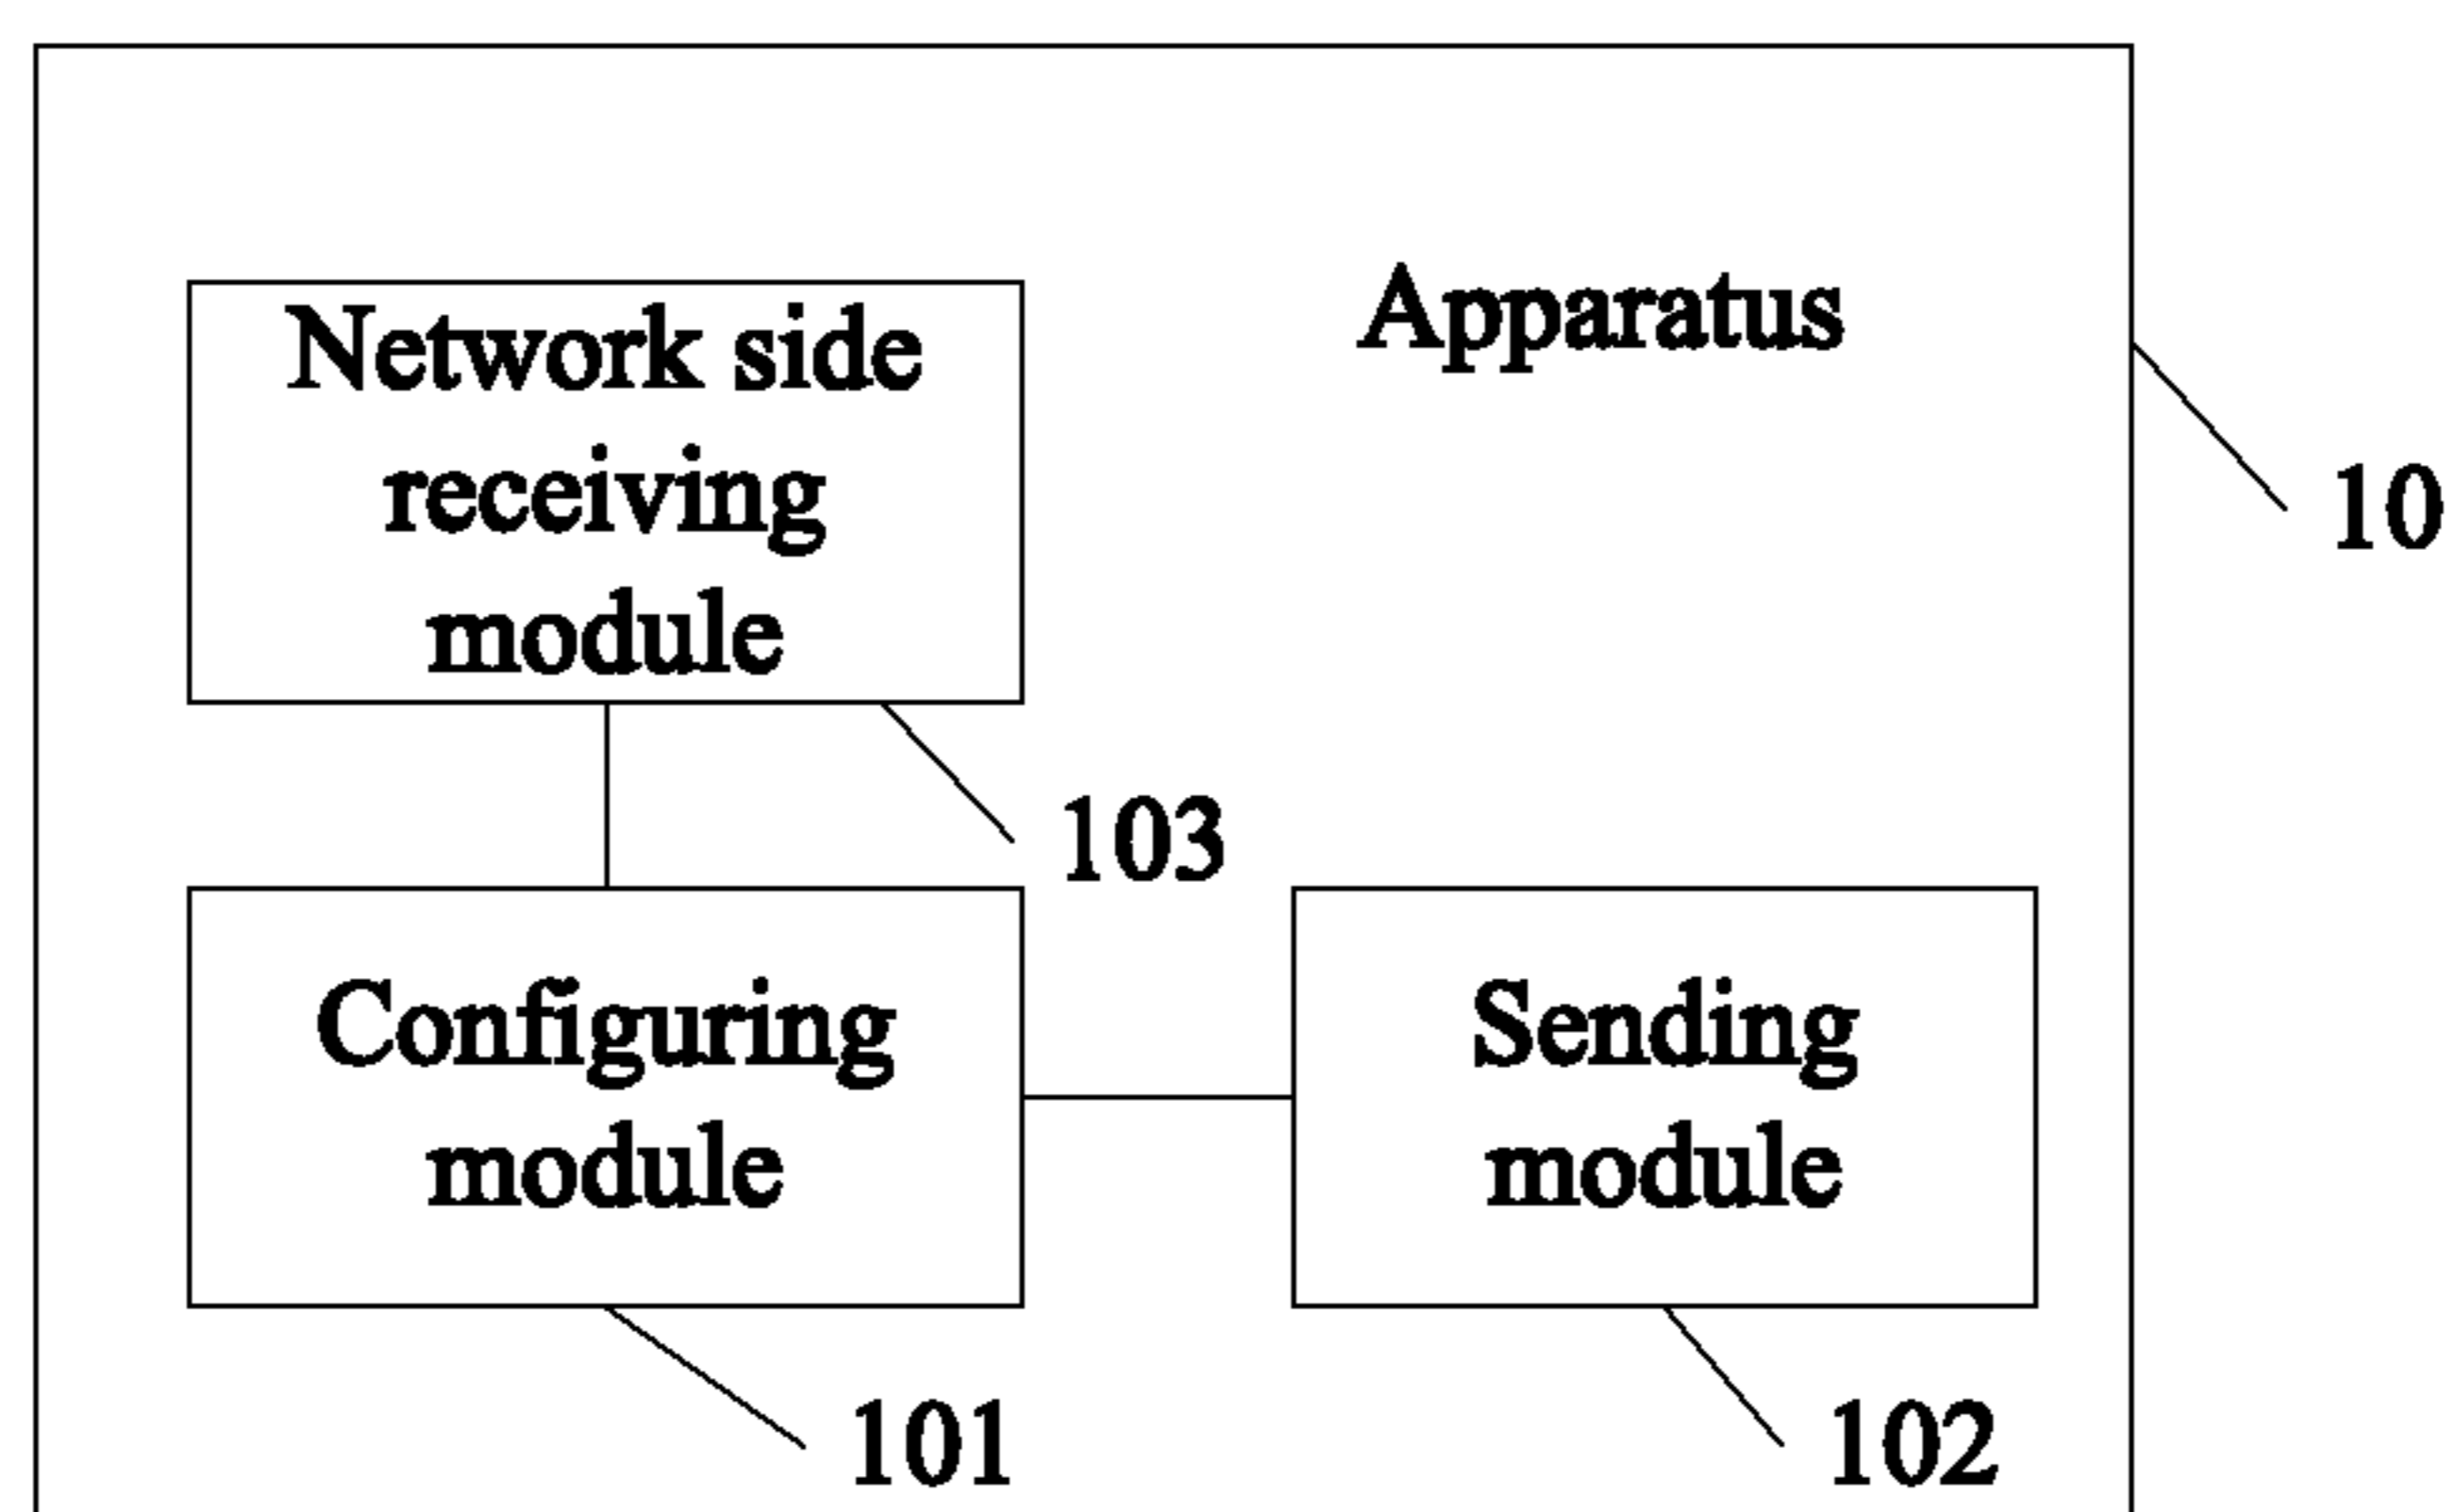 Network side
receiving
module
Apparatus
10
103
Configuring
module
Sending
module
101
102